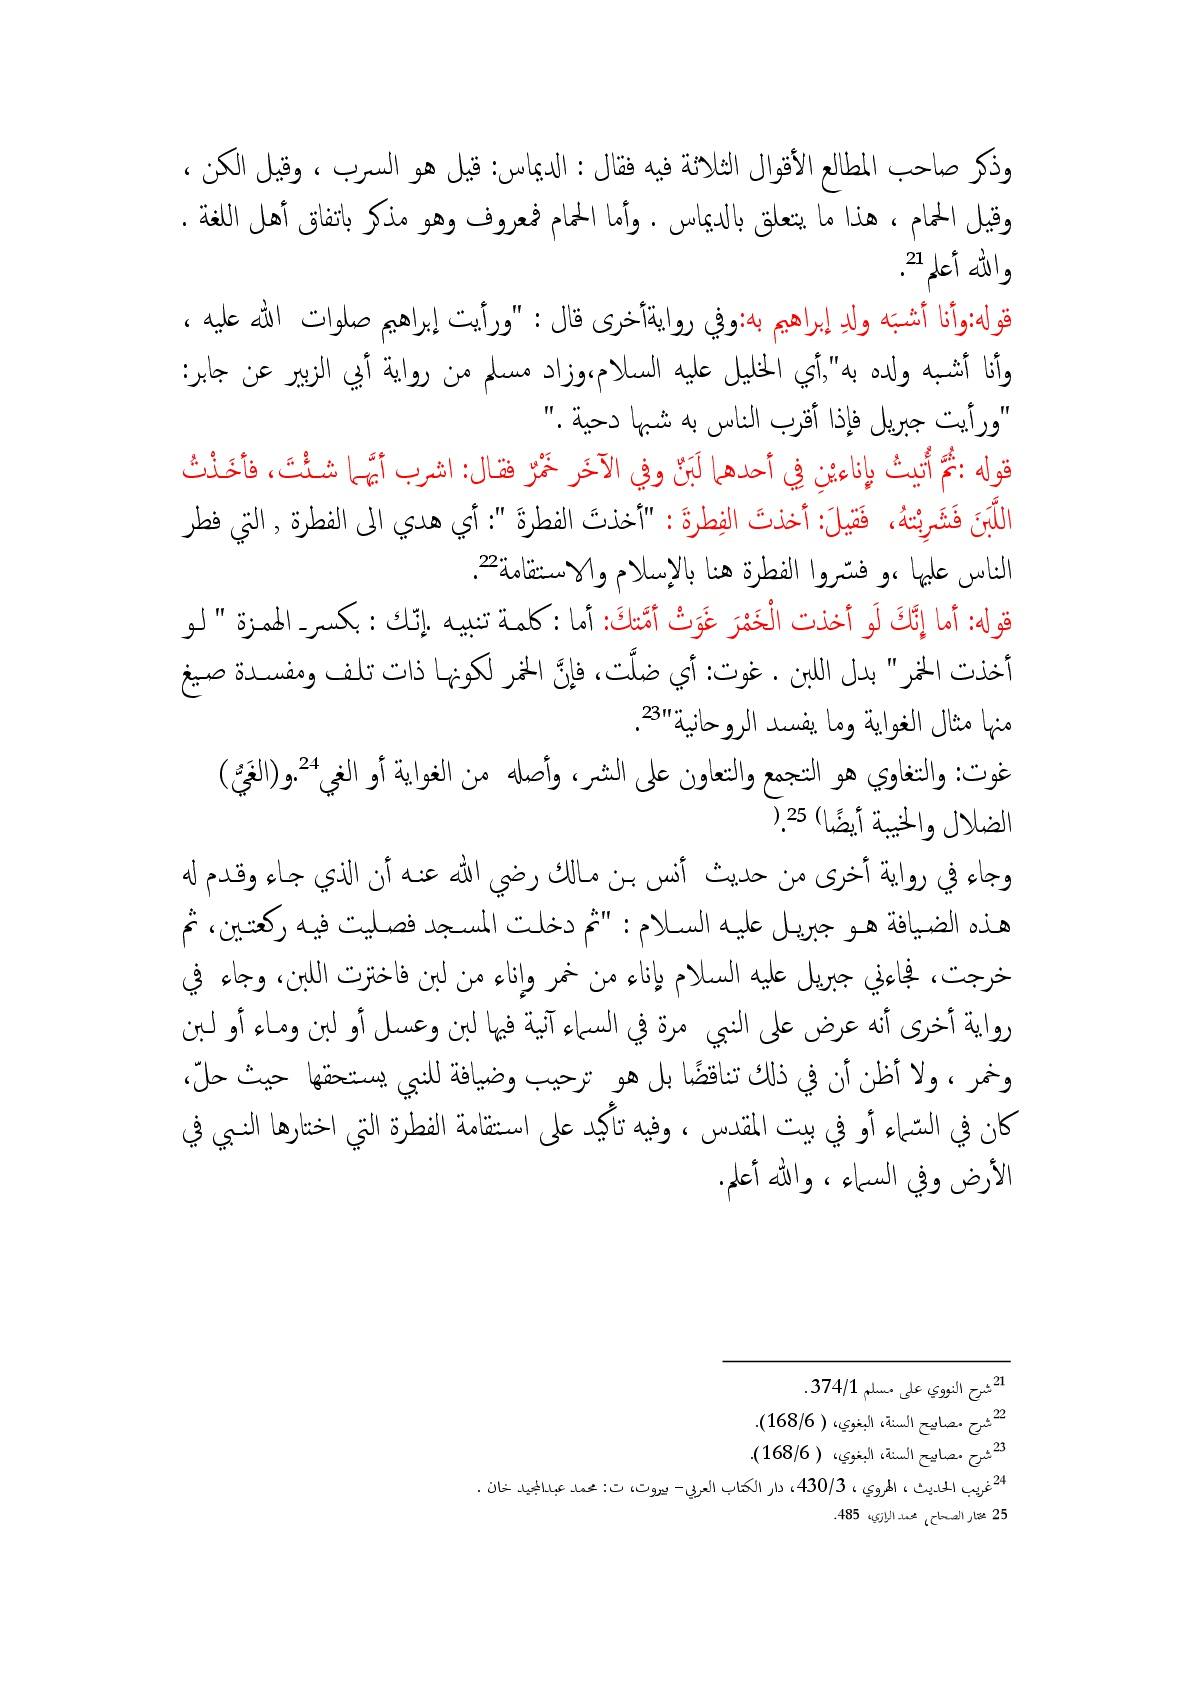 وذكر صاحب المطالع الأقوال الثلاثة فيه فقال : الديماس: قيل هو السرب ، وقيل الكن ،
وقيل الحمام ، هذا ما يتعلق بالديماس . وأما الحمام فمعروف وهو مذكر باتفاق أهل اللغة .
والله أعلم21.
قوله:وأنا أشبَه ولدِ إبراهيم به:وفي روايةأخرى قال : "ورأيت إبراهيم صلوات الله عليه ،
وأنا أشبه ولده به",أي الخليل عليه السلام،وزاد مسلم من رواية أبي الزبير عن جابر:
"ورأيت جبريل فإذا أقرب الناس به شبها دحية ."
قوله :ثُمَّ أُتيتُ بإناءيْنِ فِي أحدهما لَبَنٌ وفي الآخَر خَمْرٌ فقال: اشرب أيَّهما شئْتَ، فأخَذْتُ
اللَّبَنَ فَشَرِبْتهُ، فَقيلَ: أخذتَ الفِطرةَ : "أخذتَ الفطرةَ ": أي هدي الى الفطرة , التي فطر
الناس عليها ،و فسّروا الفطرة هنا بالإسلام والاستقامة22.
قوله: أما إنَّكَ لَو أخذت الْخَمْرَ غَوَتْ أمَّتكَ: أما : كلمة تنبيه .إنّك : بكسر الهمزة " لو
أخذت الخمر" بدل اللبن . غوت: أي ضلَّت، فإنَّ الخمر لكونها ذات تلف ومفسدة صيغ
منها مثال الغواية وما يفسد الروحانية"23.
غوت: والتغاوي هو التجمع والتعاون على الشر، وأصله من الغواية أو الغي24.و(الغَيُّ)
الضلال والخيبة أيضًا) 25.(
وجاء في رواية أخرى من حديث أنس بن مالك رضي الله عنه أن الذي جاء وقدم له
هذه الضيافة هو جبريل عليه السلام : "ثم دخلت المسجد فصليت فيه ركعتين، ثم
خرجت، فجاءني جبريل عليه السلام بإناء من خمر وإناء من لبن فاخترت اللبن، وجاء في
رواية أخرى أنه عرض على النبي مرة في السماء آنية فيها لبن وعسل أو لبن وماء أو لبن
وخمر ، ولا أظن أن في ذلك تناقضًا بل هو ترحيب وضيافة للنبي يستحقها حيث حلّ،
كان في السّماء أو في بيت المقدس ، وفيه تأكيد على استقامة الفطرة التي اختارها النبي في
الأرض وفي السماء ، والله أعلم.
21شرح النووي على مسلم 374/1.
22شرح مصابيح السنة، البغوي، ( 168/6).
23شرح مصابيح السنة، البغوي، ( 168/6).
24غريب الحديث ، الهروي ، 430/3، دار الكتاب العربي– بيروت، ت: محمد عبدالمجيد خان .
25 مختار الصحاح، محمد الرازي، 485.